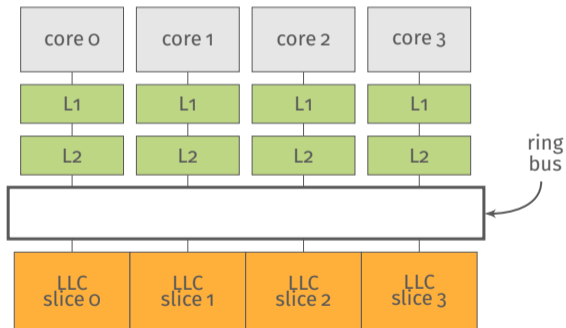 core 0
core 1
core 2
core 3
L1
L1
L1
L1
L2
L2
L2
L2
ring
bus
LLC
slice 0
LLC
slice 1
LLC
slice 2
LLC
slice 3